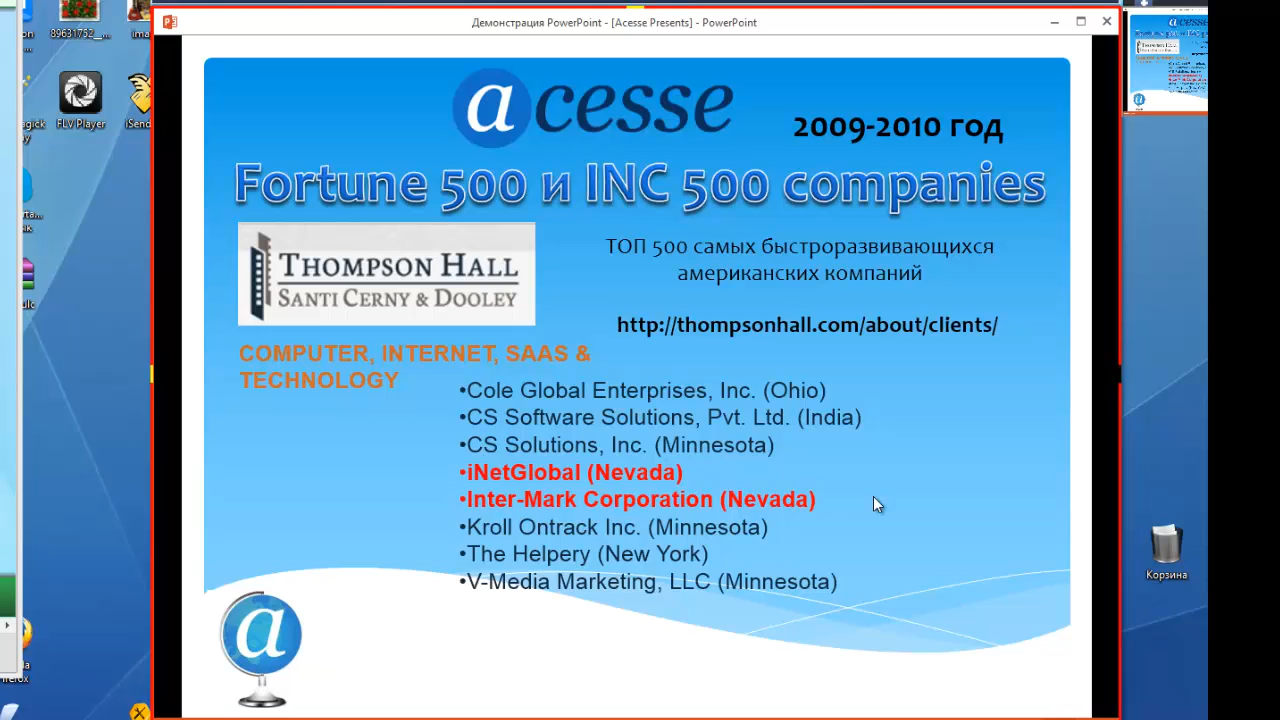 Демонстрация PowerPoint - [Acesse Presents] - PowerPoint
89631752_...
ima
FLV Player
iSend
acesse
2009-2010 год
Fortune 500 и INC 500 companies
THOMPSON HALL
SANTI CERNY & DOOLEY
ТОП 500 самых быстроразвивающихся
американских компаний
http://thompsonhall.com/about/clients/
COMPUTER, INTERNET, SAAS &
TECHNOLOGY
•Cole Global Enterprises, Inc. (Ohio)
•CS Software Solutions, Pvt. Ltd. (India)
•CS Solutions, Inc. (Minnesota)
•iNetGlobal (Nevada)
•Inter-Mark Corporation (Nevada)
•Kroll Ontrack Inc. (Minnesota)
•The Helpery (New York)
•V-Media Marketing, LLC (Minnesota)
a
Корзина